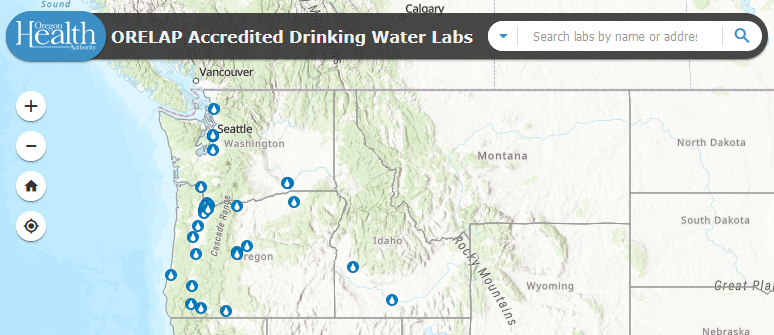 Sound
Calgary
Oregon
Health
Authority
ORELAP Accredited Drinking Water Labs
Search labs by name or addres
Vancouver
Seattle
Washington
Montana
North Dakota
South Dakota
Cascade Range
Oregon
Idaho
Rocky Mountains
Wyoming
Great Pla
Nebraska